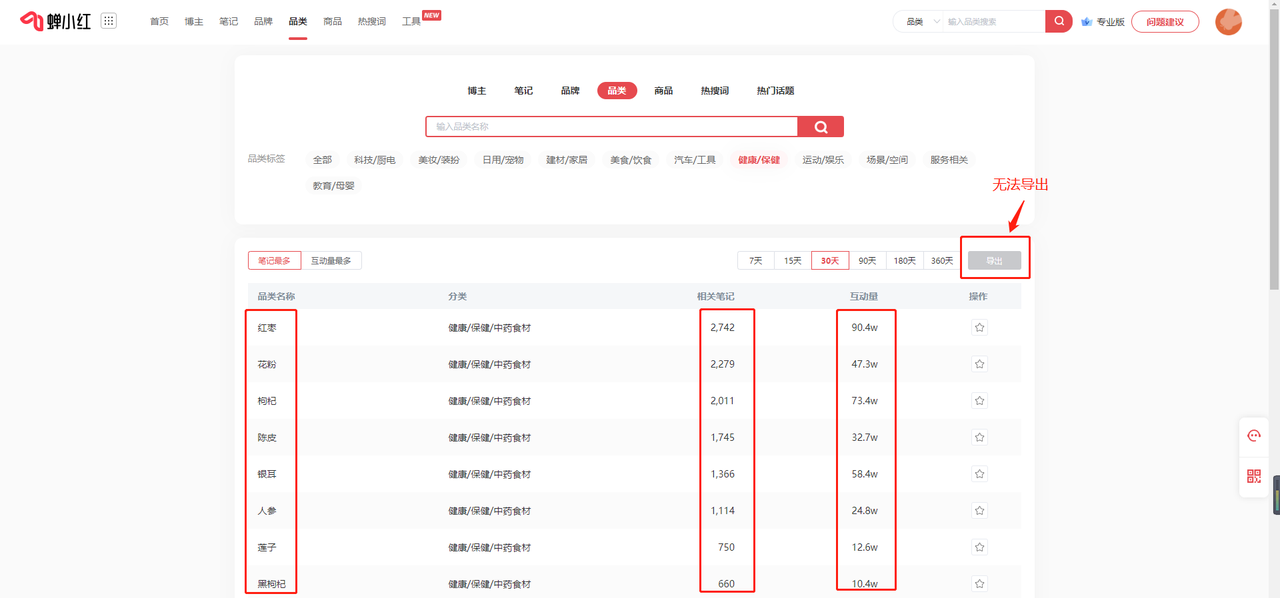 蝉小红 首页 博主 笔记 品牌 品类 商品 热搜词 工具 NEW 品类 输入品类搜索 专业版 问题建议
博主 笔记 品牌 品类 商品 热搜词 热门话题
输入品类名称
品类标签 全部 科技/厨电 美妆/装纷 日用/宠物 建材/家居 美食/饮食 汽车/工具 健康/保健 运动/娱乐 场景/空间 服务相关
教育/母婴
无法导出
笔记最多 互动量最多 7天 15天 30天 90天 180天 360天 导出
品类名称 分类 相关笔记 互动量 操作
红枣 健康/保健/中药食材 2,742 90.4w
花粉 健康/保健/中药食材 2,279 47.3w
枸杞 健康/保健/中药食材 2,011 73.4w
陈皮 健康/保健/中药食材 1,745 32.7w
银耳 健康/保健/中药食材 1,366 58.4w
人参 健康/保健/中药食材 1,114 24.8w
莲子 健康/保健/中药食材 750 12.6w
黑枸杞 健康/保健/中药食材 660 10.4w